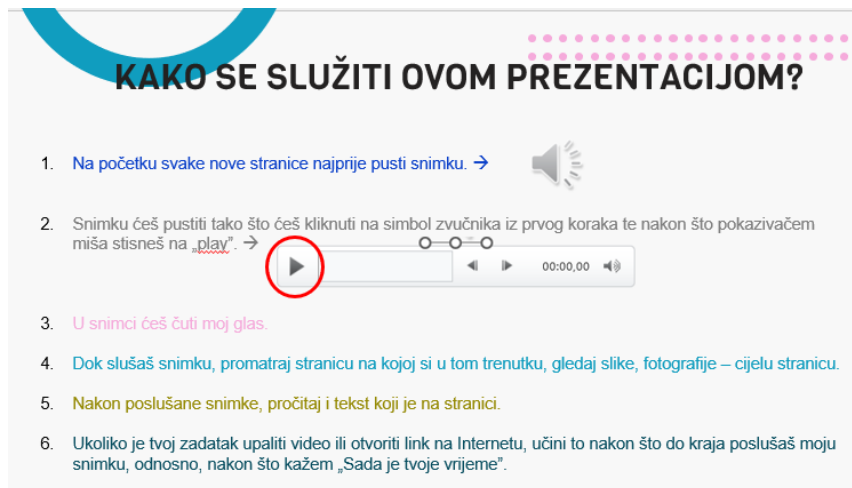 KAKO SE SLUŽITI OVOM PREZENTACIJOM?
1. Na početku svake nove stranice najprije pusti snimku. →
2. Snimku ćeš pustiti tako što ćeš kliknuti na simbol zvučnika iz prvog koraka te nakon što pokazivačem
miša stisneš na „play”. →
00:00,00
3. U snimci ćeš čuti moj glas.
4. Dok slušaš snimku, promatraj stranicu na kojoj si u tom trenutku, gledaj slike, fotografije – cijelu stranicu.
5. Nakon poslušane snimke, pročitaj i tekst koji je na stranici.
6. Ukoliko je tvoj zadatak upaliti video ili otvoriti link na Internetu, učini to nakon što do kraja poslušaš moju
snimku, odnosno, nakon što kažem „Sada je tvoje vrijeme”.